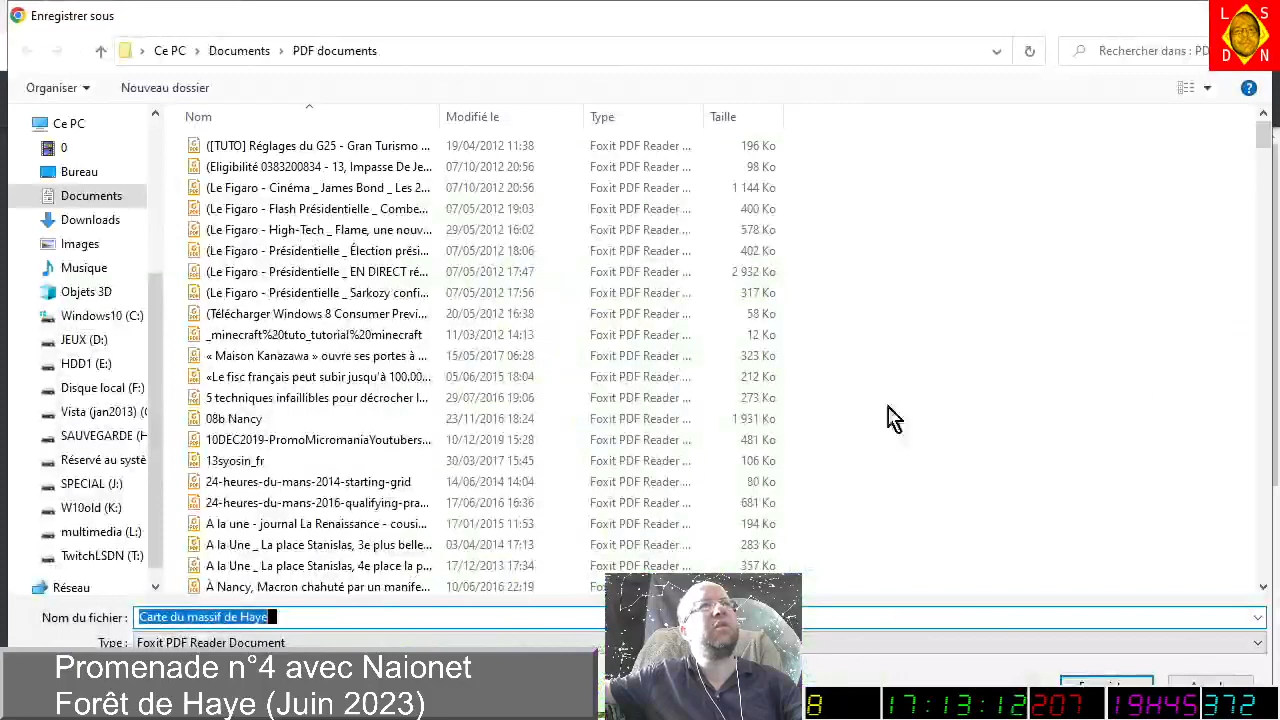 Enregistrer sous
L S
D N
Ce PC Documents PDF documents Rechercher dans : PD
Organiser Nouveau dossier
Nom Modifié le Type Taille
Ce PC
0
Bureau
Documents
Downloads
Images
Musique
Objets 3D
Windows10 (C:)
JEUX (D:)
HDD1 (E:)
Disque local (F:)
Vista (jan2013) (
SAUVEGARDE (H
Réservé au systè
SPECIAL (J:)
W10old (K:)
multimedia (L:)
TwitchLSDN (T:)
Réseau
([TUTO] Réglages du G25 - Gran Turismo ... 19/04/2012 11:38 Foxit PDF Reader ... 196 Ko
(Eligibilité 0383200834 - 13, Impasse De Je... 07/10/2012 20:56 Foxit PDF Reader ... 98 Ko
(Le Figaro - Cinéma _ James Bond _ Les 2... 07/10/2012 20:56 Foxit PDF Reader ... 1 144 Ko
(Le Figaro - Flash Présidentielle _ Combe... 07/05/2012 19:03 Foxit PDF Reader ... 400 Ko
(Le Figaro - High-Tech _ Flame, une nouv... 29/05/2012 16:02 Foxit PDF Reader ... 578 Ko
(Le Figaro - Présidentielle _ Élection prési... 07/05/2012 18:06 Foxit PDF Reader ... 402 Ko
(Le Figaro - Présidentielle _ EN DIRECT ré... 07/05/2012 17:47 Foxit PDF Reader ... 2 932 Ko
(Le Figaro - Présidentielle _ Sarkozy confi... 07/05/2012 17:56 Foxit PDF Reader ... 317 Ko
(Télécharger Windows 8 Consumer Previ... 20/05/2012 16:38 Foxit PDF Reader ... 58 Ko
_minecraft%20tuto_tutorial%20minecraft 11/03/2012 14:13 Foxit PDF Reader ... 12 Ko
« Maison Kanazawa » ouvre ses portes à ... 15/05/2017 06:28 Foxit PDF Reader ... 323 Ko
«Le fisc français peut subir jusqu'à 100.00... 05/06/2015 18:04 Foxit PDF Reader ... 212 Ko
5 techniques infaillibles pour décrocher l... 29/07/2016 19:06 Foxit PDF Reader ... 273 Ko
08b Nancy 23/11/2016 18:24 Foxit PDF Reader ... 1 931 Ko
10DEC2019-PromoMicromaniaYoutubers... 10/12/2019 15:28 Foxit PDF Reader ... 481 Ko
13syosin_fr 30/03/2017 15:45 Foxit PDF Reader ... 106 Ko
24-heures-du-mans-2014-starting-grid 14/06/2014 14:04 Foxit PDF Reader ... 80 Ko
24-heures-du-mans-2016-qualifying-pra... 17/06/2016 16:36 Foxit PDF Reader ... 681 Ko
A la une - journal La Renaissance - cousi... 17/01/2015 11:53 Foxit PDF Reader ... 194 Ko
A la Une _ La place Stanislas, 3e plus belle... 03/04/2014 17:13 Foxit PDF Reader ... 283 Ko
A la Une _ La place Stanislas, 4e place la p... 17/12/2013 17:34 Foxit PDF Reader ... 357 Ko
À Nancy, Macron chahuté par un manife... 10/06/2016 22:19
Nom du fichier : Carte du massif de Haye
Type : Foxit PDF Reader Document
Promenade n°4 avec Naionet
Forêt de Haye (Juin 2023)
8 17:13:12 207 19H45 372